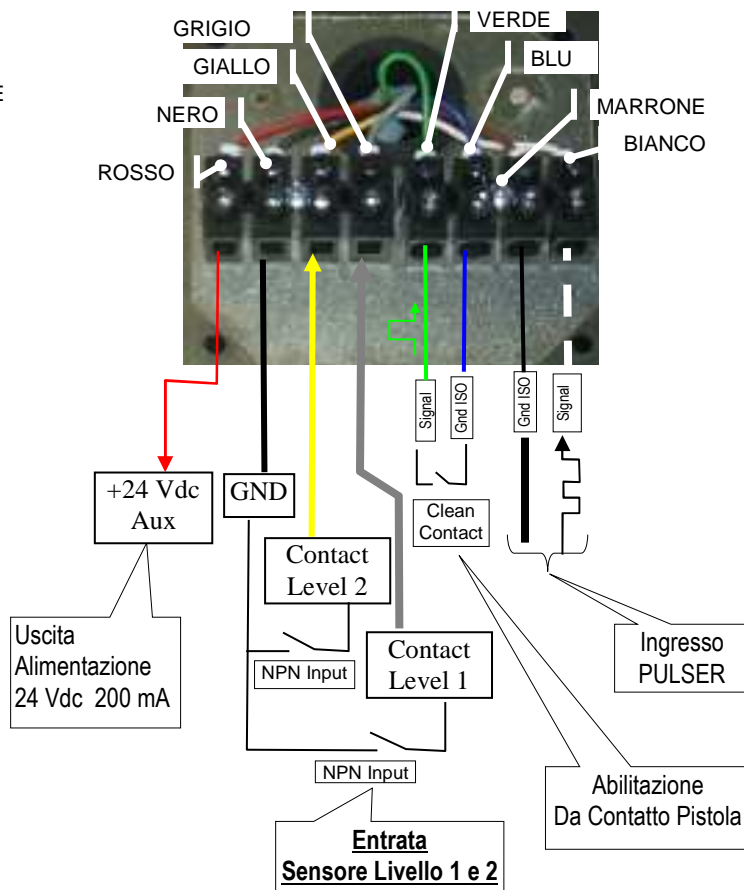 VERDE
GRIGIO
BLU
GIALLO
E
MARRONE
NERO
BIANCO
ROSSO
Signal
Gnd ISO
Gnd ISO
Signal
+24 Vdc
Aux
GND
Clean
Contact
Contact
Level 2
Uscita
Alimentazione
24 Vdc 200 mA
NPN Input
Contact
Level 1
Ingresso
PULSER
NPN Input
Abilitazione
Da Contatto Pistola
Entrata
Sensore Livello 1 e 2